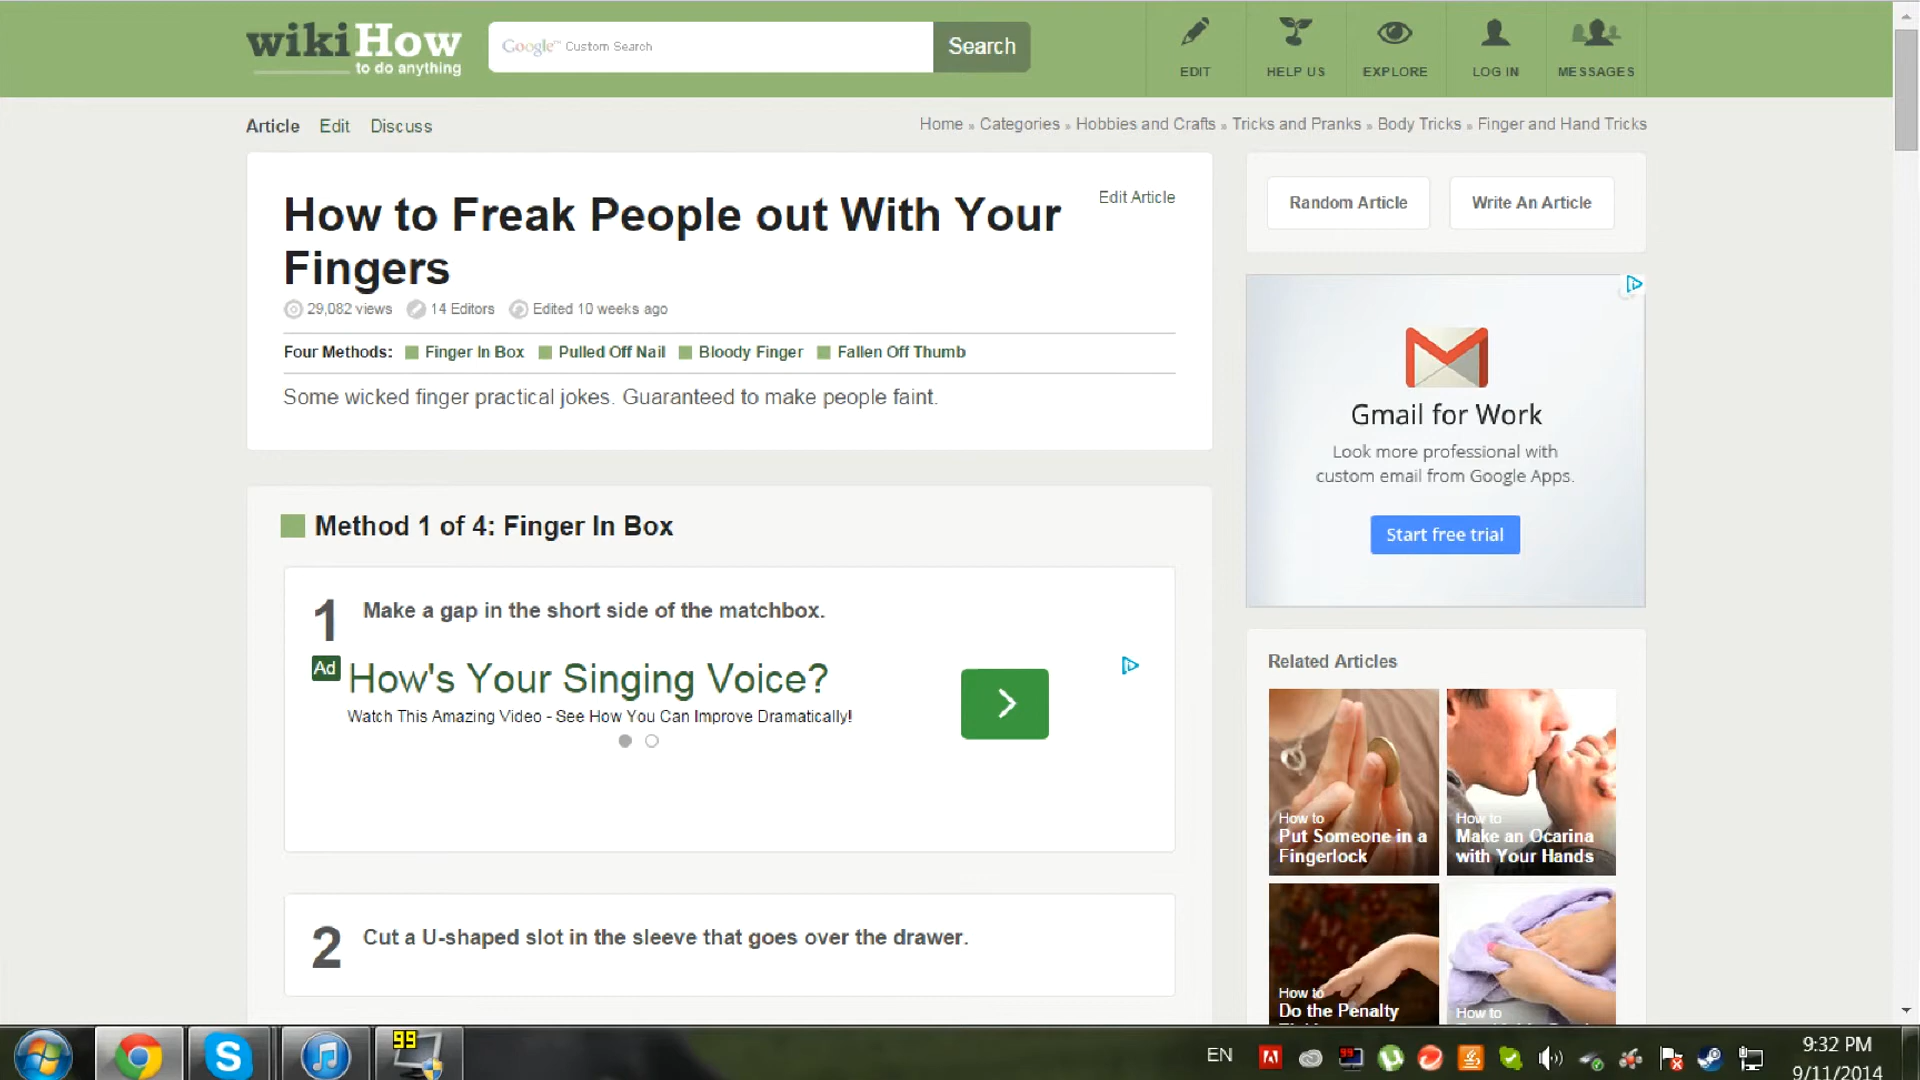 wikiHow
to do anything
Google™ Custom Search
Search
EDIT
HELP US
EXPLORE
LOG IN
MESSAGES
Article Edit Discuss
Home » Categories » Hobbies and Crafts » Tricks and Pranks » Body Tricks » Finger and Hand Tricks
How to Freak People out With Your
Fingers
Edit Article
29,082 views 14 Editors Edited 10 weeks ago
Four Methods: Finger In Box Pulled Off Nail Bloody Finger Fallen Off Thumb
Some wicked finger practical jokes. Guaranteed to make people faint.
Method 1 of 4: Finger In Box
1 Make a gap in the short side of the matchbox.
Ad How's Your Singing Voice?
Watch This Amazing Video - See How You Can Improve Dramatically!
2 Cut a U-shaped slot in the sleeve that goes over the drawer.
Random Article
Write An Article
Gmail for Work
Look more professional with
custom email from Google Apps.
Start free trial
Related Articles
How to
Put Someone in a
Fingerlock
How to
Make an Ocarina
with Your Hands
How to
Do the Penalty
How to
99
EN
99
9:32 PM
9/11/2014